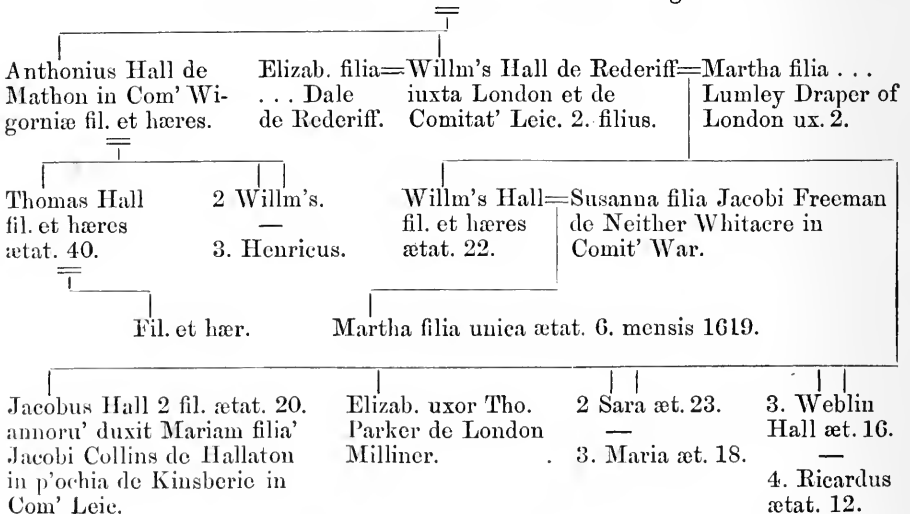 Anthonius Hall de
Mathon in Com' Wi-
gorniæ fil. et hæres.
Elizab. filia
. . . Dale
de Rederiff.
Willm's Hall de Rederiff
iuxta London et de
Comitat' Leic. 2. filius.
Martha filia . . .
Lumley Draper of
London ux. 2.
Thomas Hall
fil. et hæres
ætat. 40.
2 Willm's.
—
3. Henricus.
Willm's Hall
fil. et hæres
ætat. 22.
Susanna filia Jacobi Freeman
de Neither Whitacre in
Comit' War.
Fil. et hær.
Martha filia unica ætat. 6. mensis 1619.
Jacobus Hall 2 fil. ætat. 20.
annoru' duxit Mariam filia'
Jacobi Collins de Hallaton
in p'ochia de Kinsberie in
Com' Leic.
Elizab. uxor Tho.
Parker de London
Milliner.
2 Sara æt. 23.
—
3. Maria æt. 18.
3. Weblin
Hall æt. 16.
—
4. Ricardus
ætat. 12.